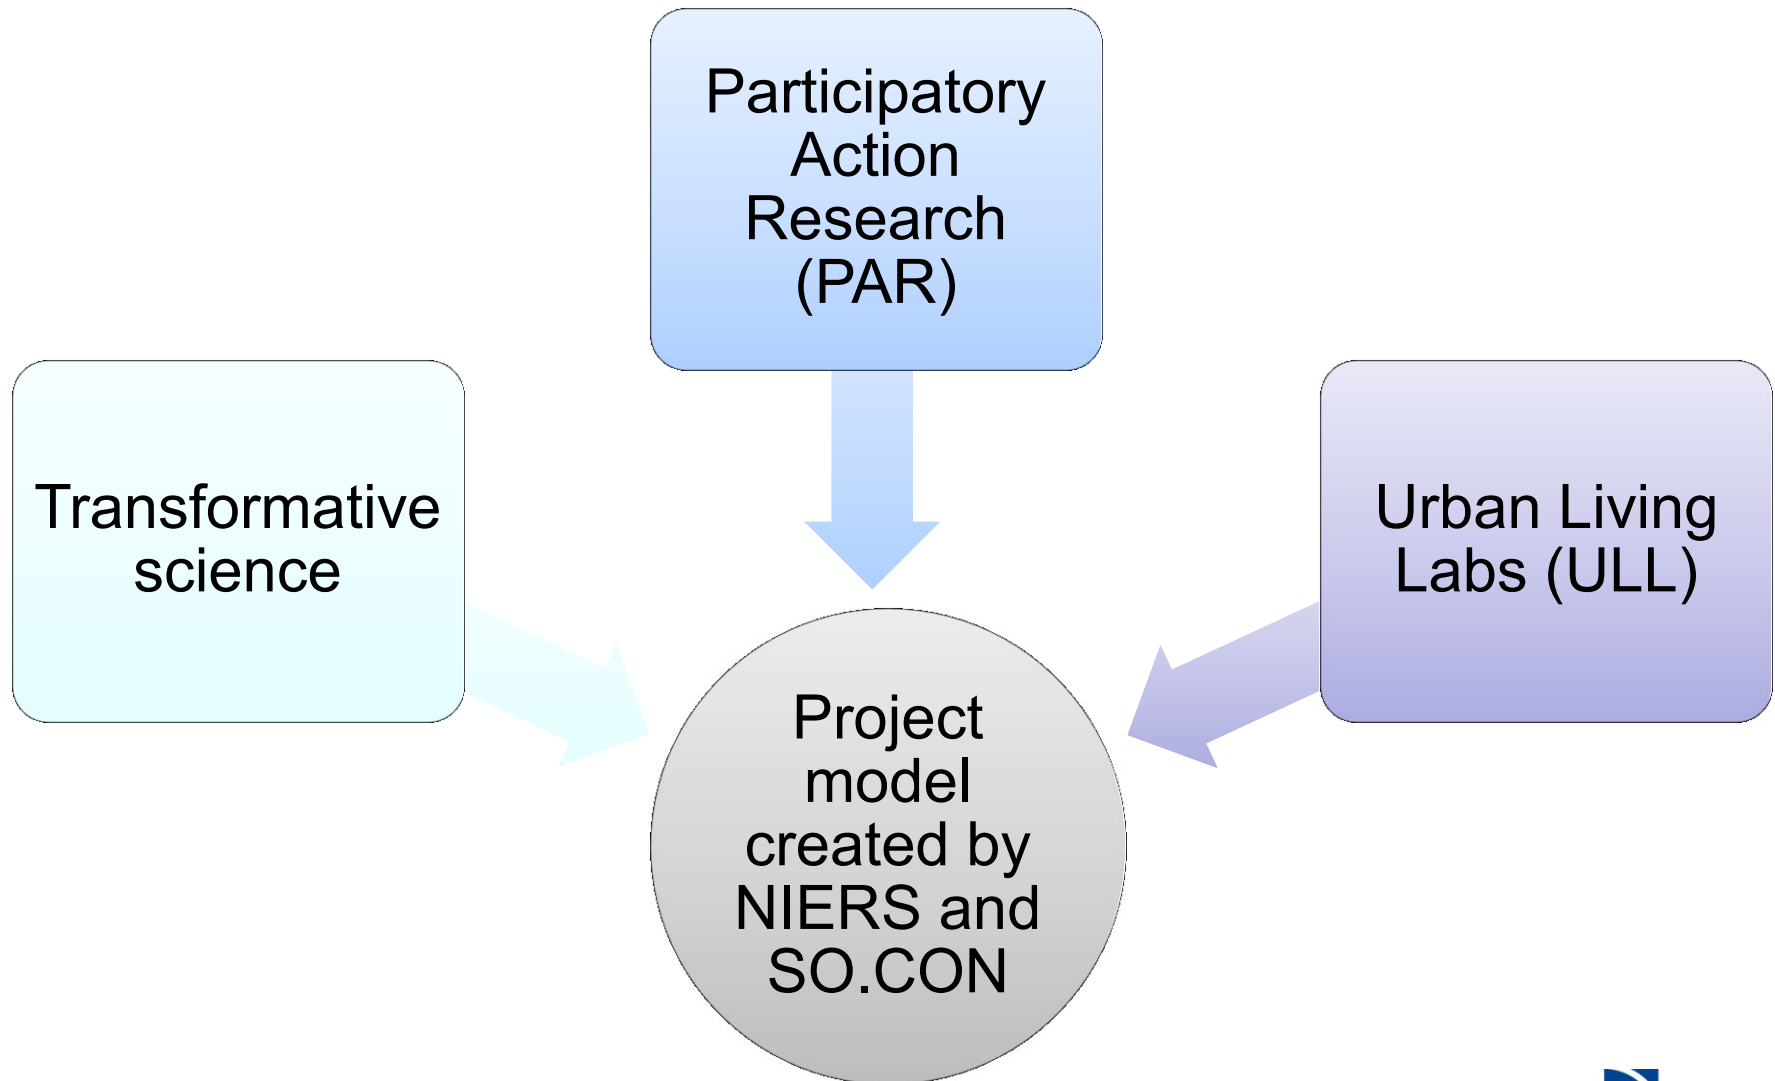 Participatory
Action
Research
(PAR)
Transformative
science
Urban Living
Labs (ULL)
Project
model
created by
NIERS and
SO.CON